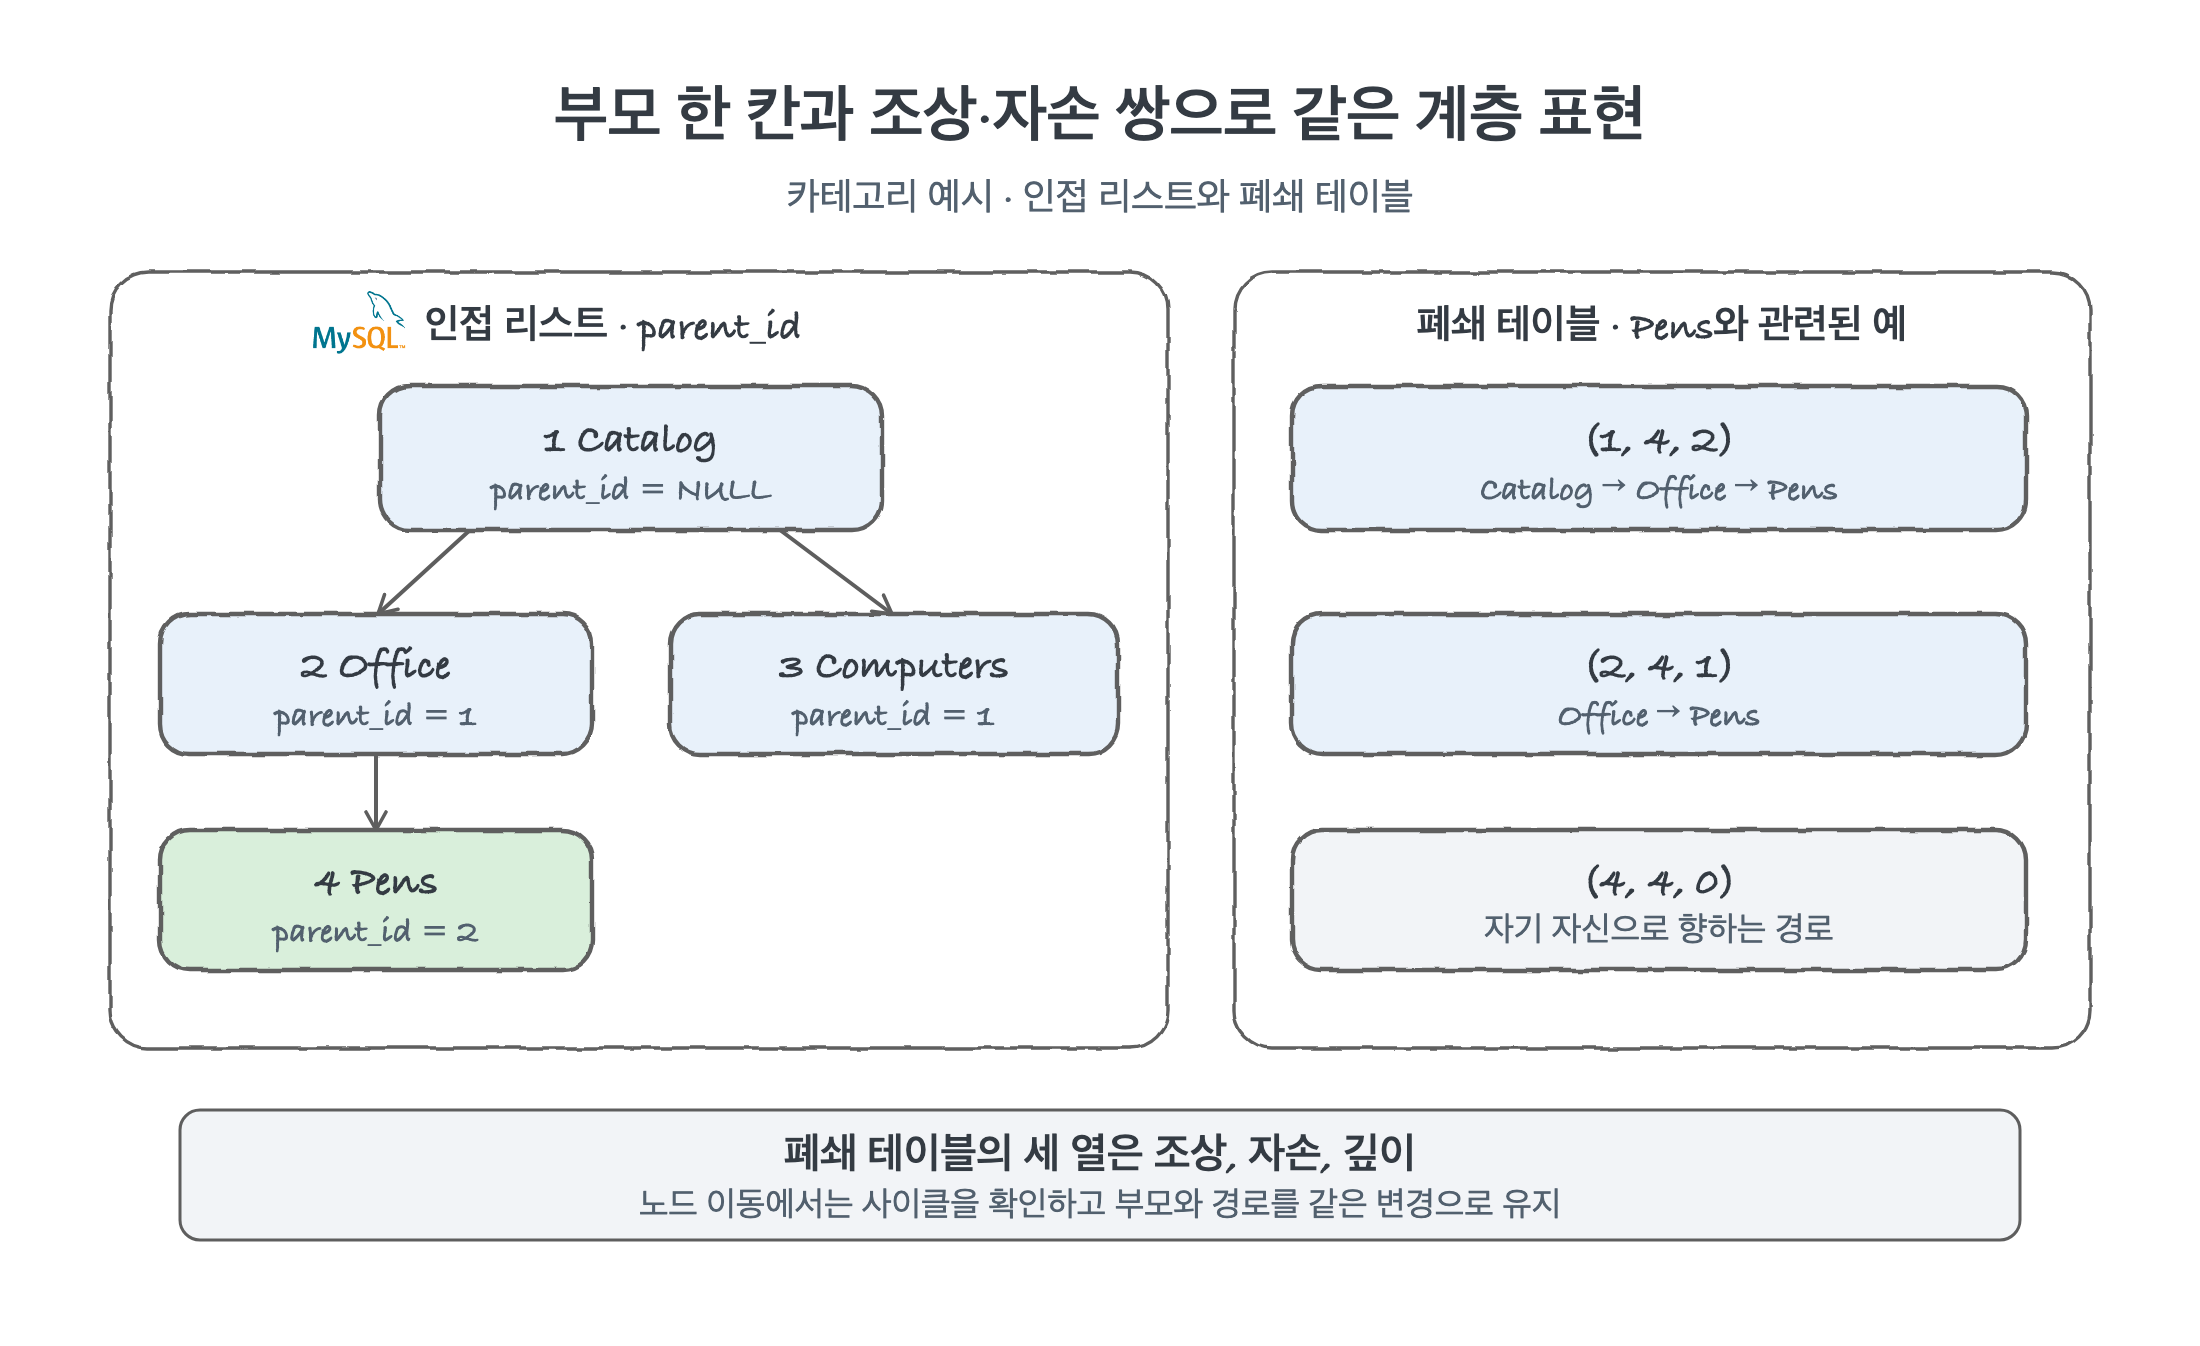 부모 한 칸과 조상·자손 쌍으로 같은 계층 표현
카테고리 예시 · 인접 리스트와 폐쇄 테이블
MySQL™ 인접 리스트 · parent_id
1 Catalog
parent_id = NULL
2 Office
parent_id = 1
3 Computers
parent_id = 1
4 Pens
parent_id = 2
폐쇄 테이블 · Pens와 관련된 예
(1, 4, 2)
Catalog → Office → Pens
(2, 4, 1)
Office → Pens
(4, 4, 0)
자기 자신으로 향하는 경로
폐쇄 테이블의 세 열은 조상, 자손, 깊이
노드 이동에서는 사이클을 확인하고 부모와 경로를 같은 변경으로 유지